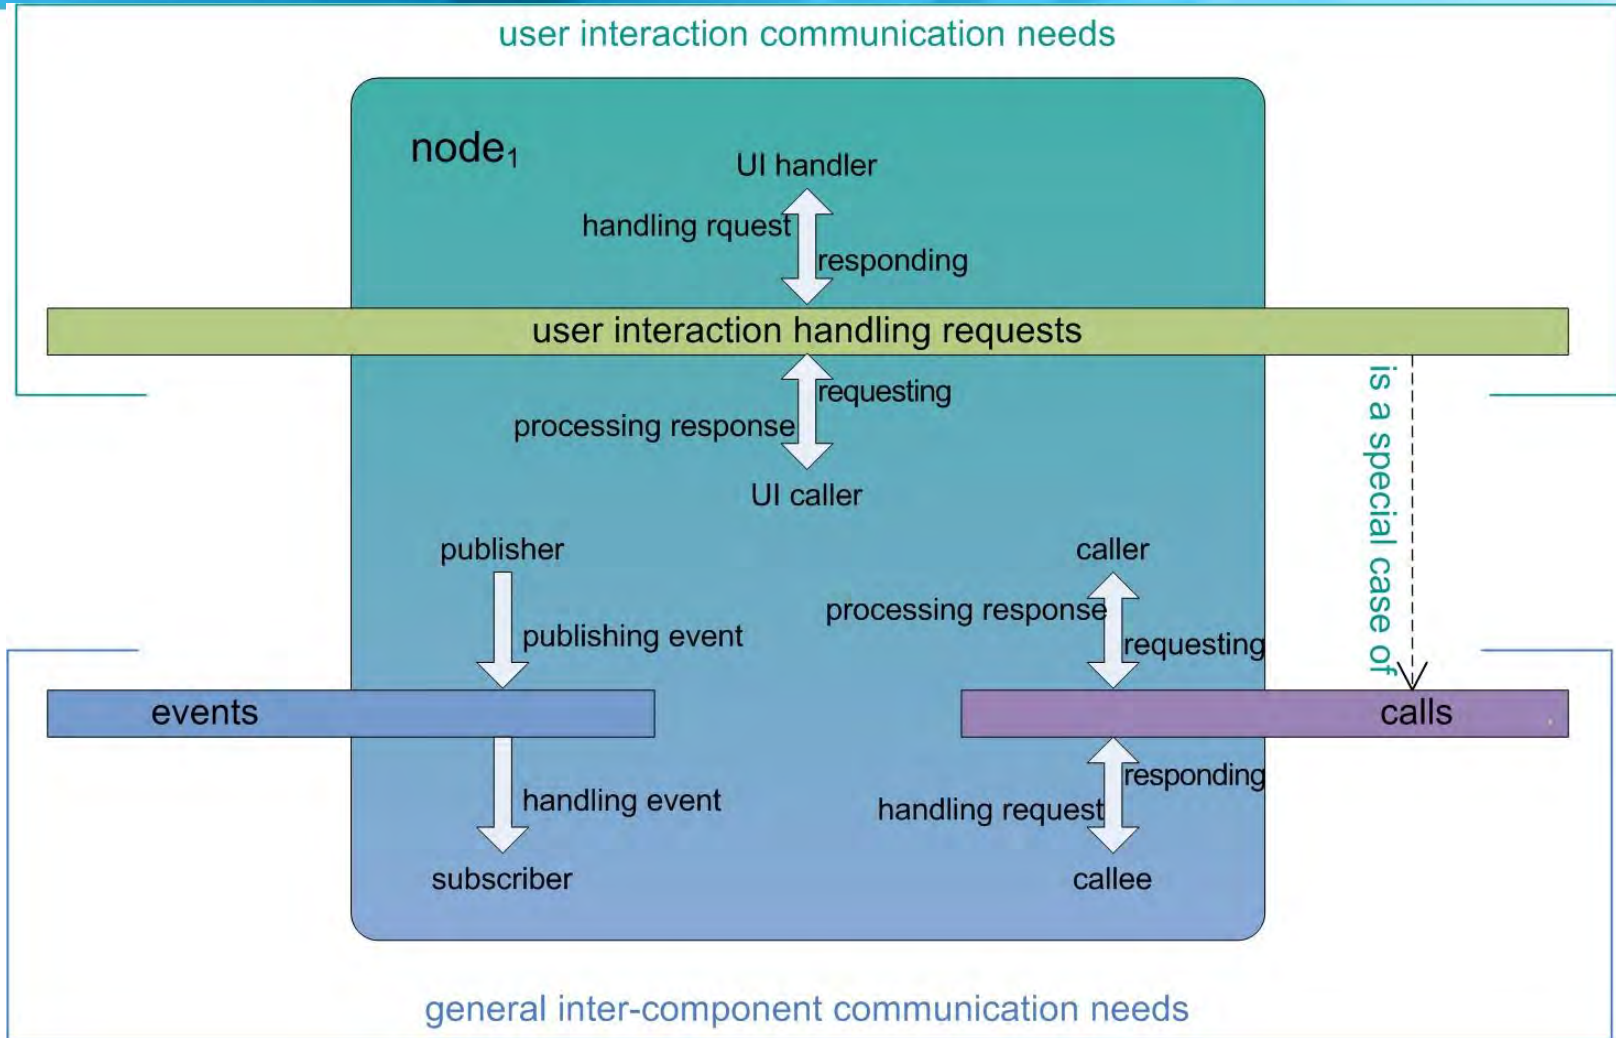 user interaction communication needs
node₁
UI handler
handling rquest
responding
user interaction handling requests
requesting
processing response
UI caller
is a special case of
publisher
publishing event
caller
processing response
requesting
events
calls
handling event
subscriber
responding
handling request
callee
general inter-component communication needs